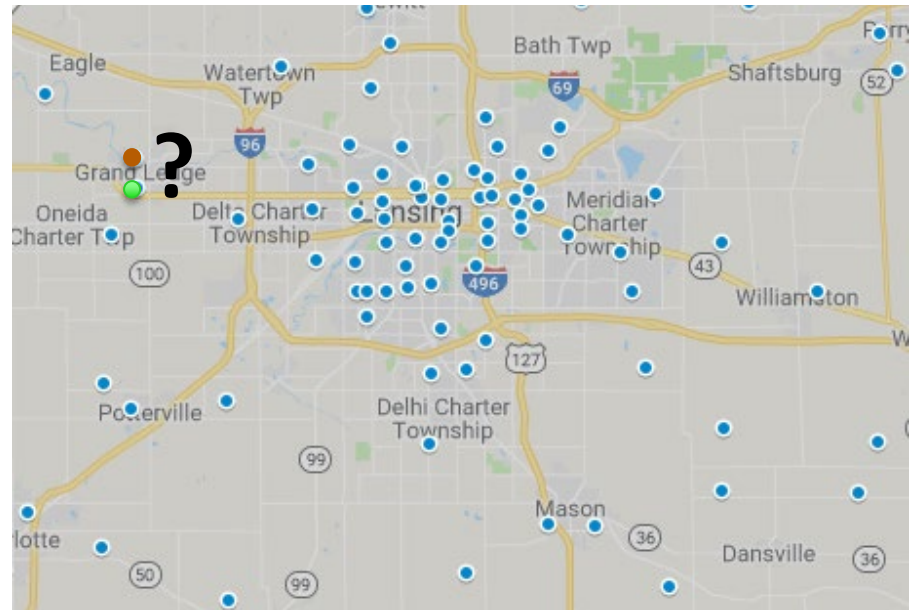 Eagle
Watertown
Twp
Bath Twp
69
Shaftsburg
52
96
?
Grand Ledge
Oneida
Charter Twp
Delta Charter
Township
Lansing
Meridian
Charter
Township
100
496
43
Williamston
127
Potterville
Delhi Charter
Township
99
Mason
36
Dansville
36
50
99
lotte
W